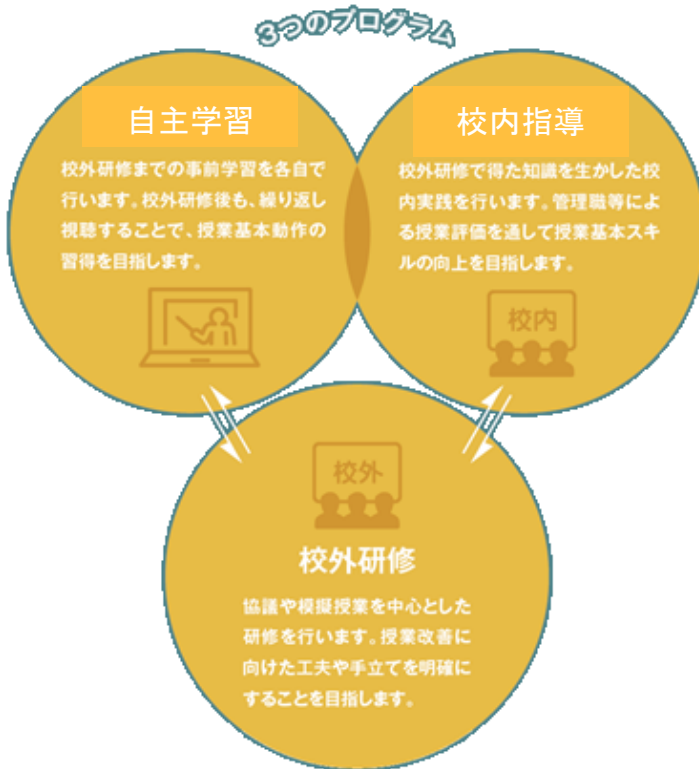 3つのプログラム
自主学習
校外研修までの事前学習を各自で
行います。校外研修後も、繰り返し
視聴することで、授業基本動作の
習得を目指します。
校内指導
校外研修で得た知識を生かした校
内実践を行います。管理職等によ
る授業評価を通して授業基本スキ
ルの向上を目指します。
校内
校外
校外研修
協議や模擬授業を中心とした
研修を行います。授業改善に
向けた工夫や手立てを明確に
することを目指します。